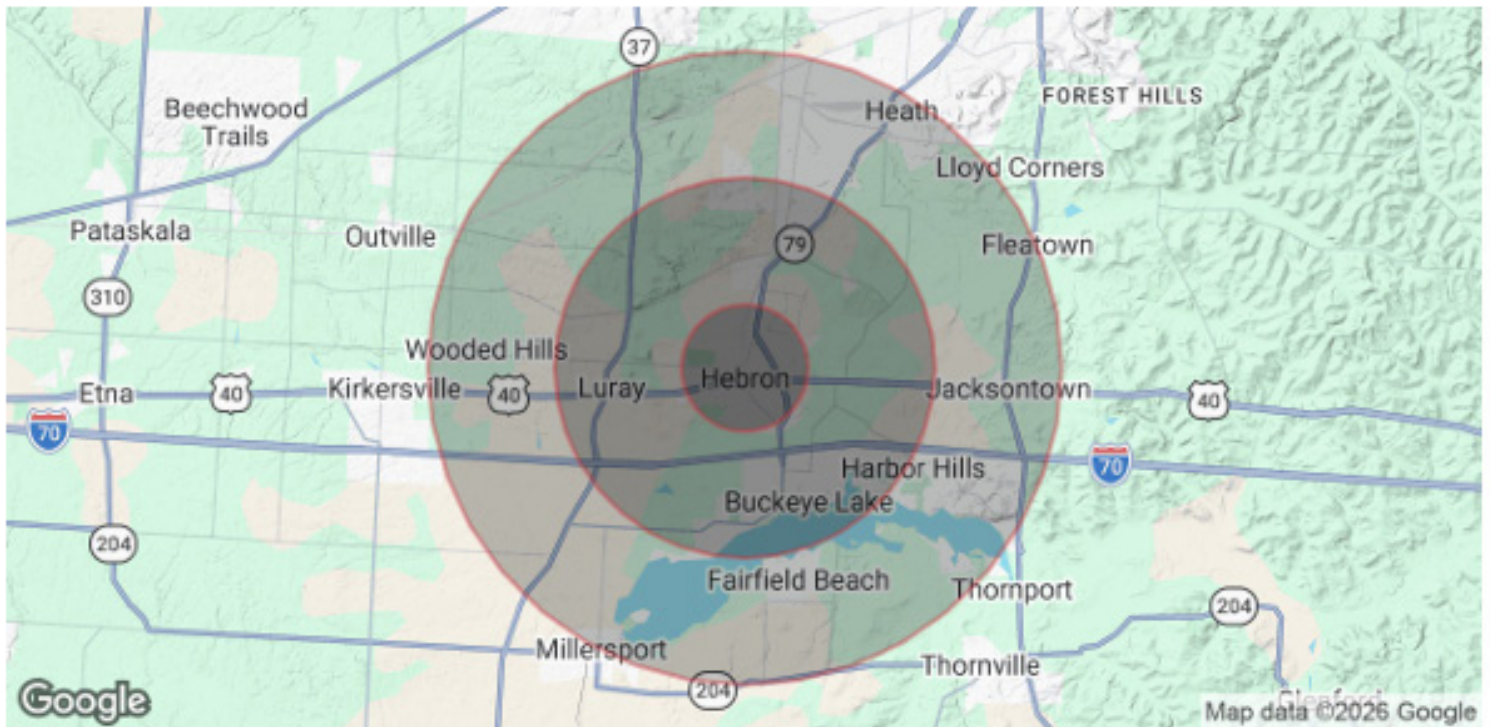 37
Beechwood
Trails
Heath
FOREST HILLS
Lloyd Corners
Pataskala
Outville
79
Fleatown
310
Wooded Hills
Etna
40
Kirkersville
40
Luray
Hebron
Jacksontown
40
70
Harbor Hills
70
Buckeye Lake
204
Fairfield Beach
Thornport
204
Millersport
Thornville
204
Google
Map data ©2026 Google